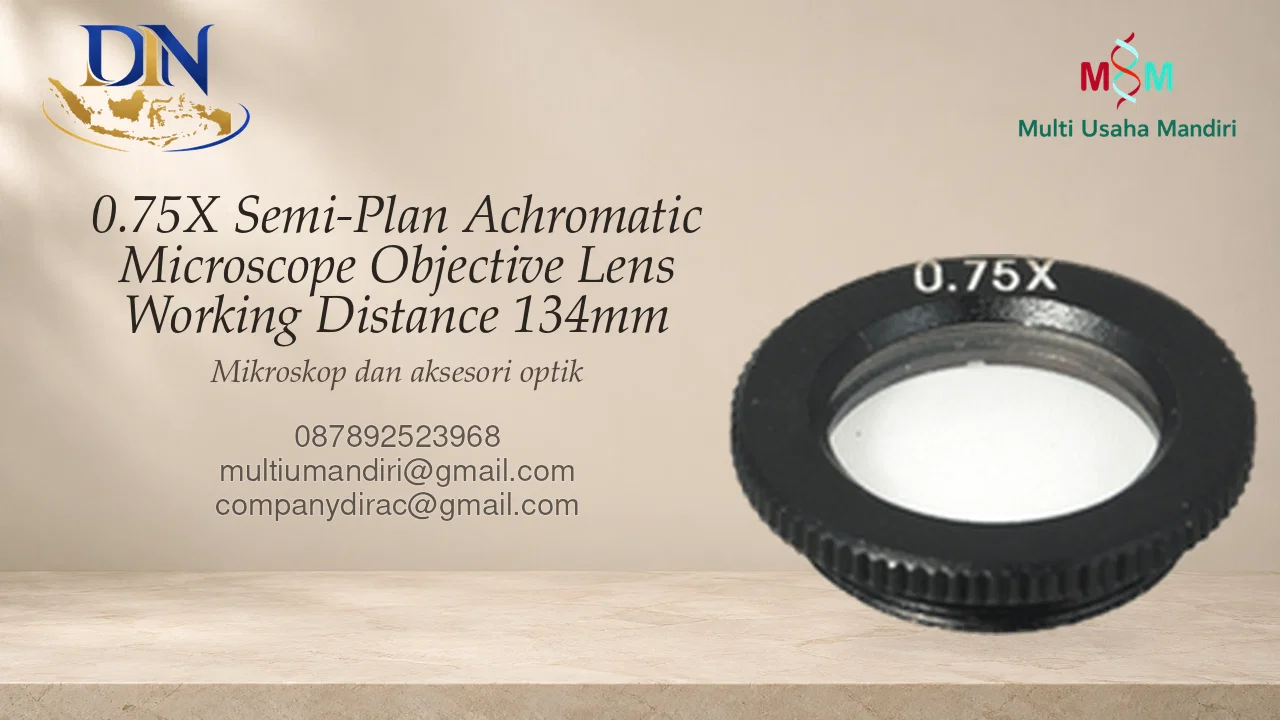 DN
M M
Multi Usaha Mandiri
0.75X Semi-Plan Achromatic
Microscope Objective Lens
Working Distance 134mm
Mikroskop dan aksesori optik
087892523968
multiumandiri@gmail.com
companydirac@gmail.com
0.75X